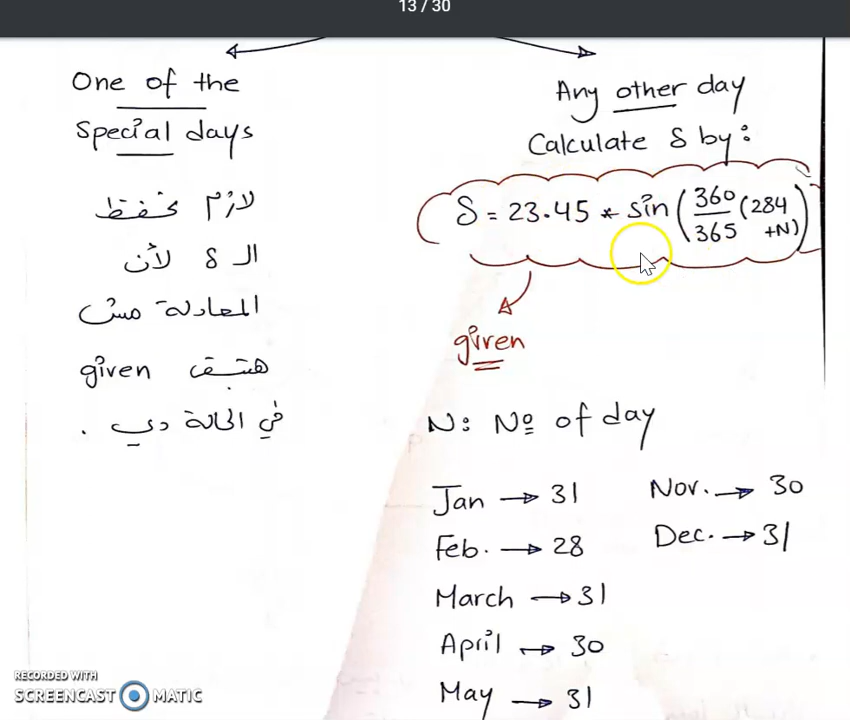 13 / 30
One of the
Special days
لازم تحفظ
الـ δ لأن
المعادلة مش
هتبقى given
في الحالة دي .
Any other day
Calculate δ by:
δ = 23.45 * sin(360/365 (284 +N))
given
N: Nº of day
Jan → 31
Feb. → 28
March → 31
April → 30
May → 31
Nov. → 30
Dec. → 31
RECORDED WITH
SCREENCAST MATIC